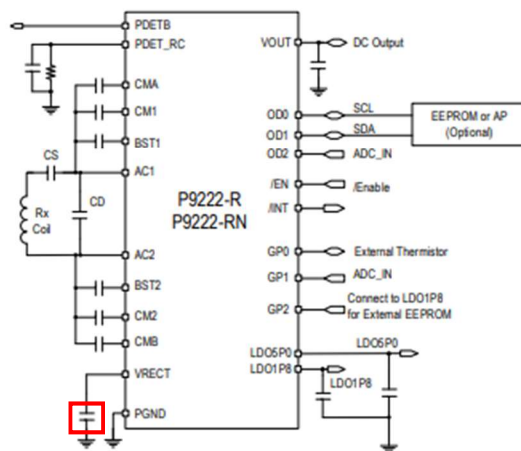 PDETB
PDET_RC
CMA
CM1
BST1
CS
AC1
CD
Rx
Coil
AC2
BST2
CM2
CMB
VRECT
PGND
P9222-R
P9222-RN
VOUT
DC Output
OD0
SCL
OD1
SDA
EEPROM or AP
(Optional)
OD2
ADC_IN
/EN
/Enable
/INT
GP0
External Thermistor
GP1
ADC_IN
GP2
Connect to LDO1P8
for External EEPROM
LDO5P0
LDO5P0
LDO1P8
LDO1P8